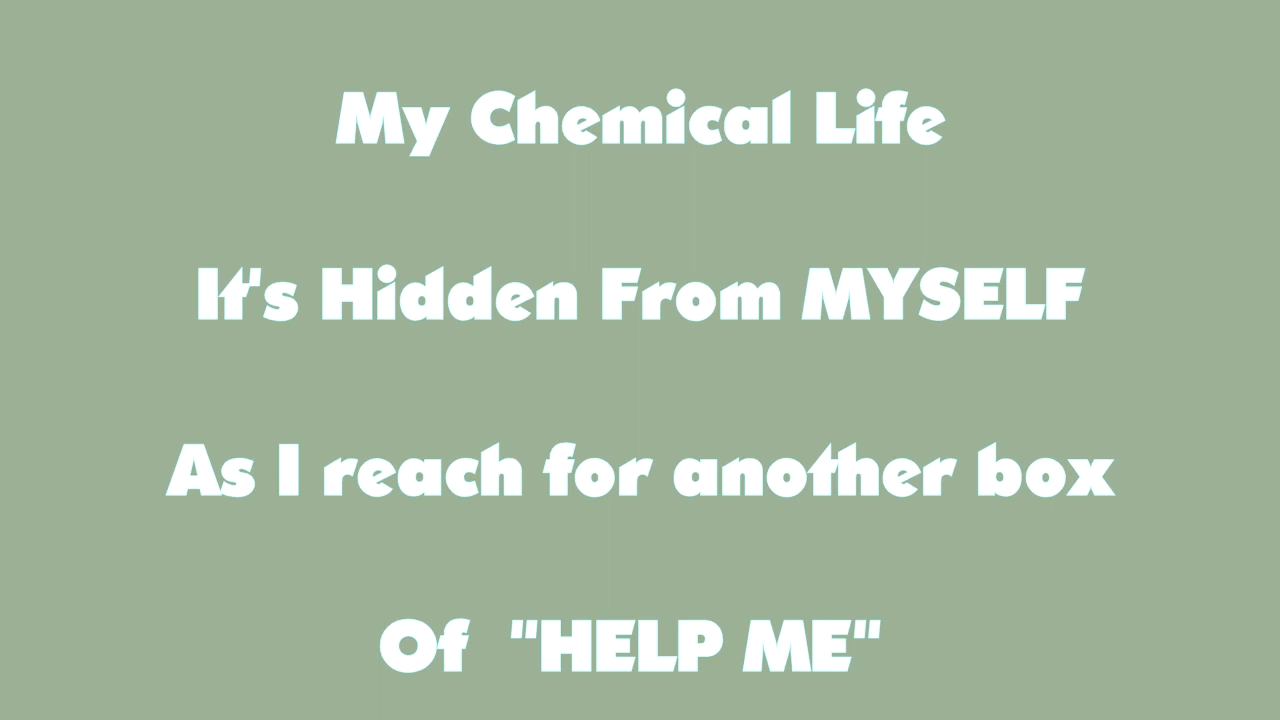 My Chemical Life
It's Hidden From MYSELF
As I reach for another box
Of "HELP ME"